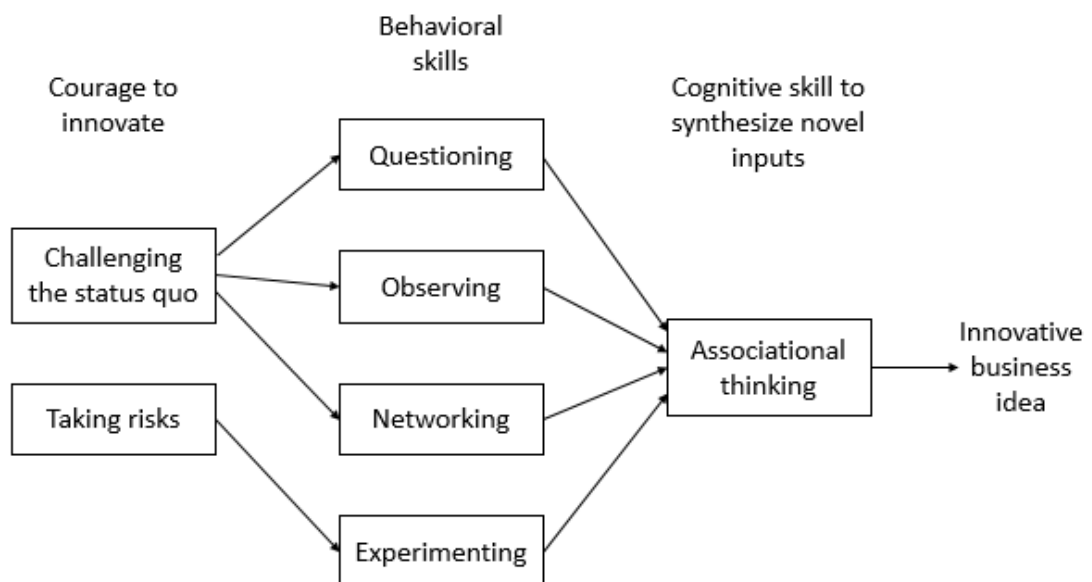 Behavioral
skills
Courage to
innovate
Cognitive skill to
synthesize novel
inputs
Questioning
Challenging
the status quo
Observing
Associational
thinking
Innovative
business
idea
Taking risks
Networking
Experimenting